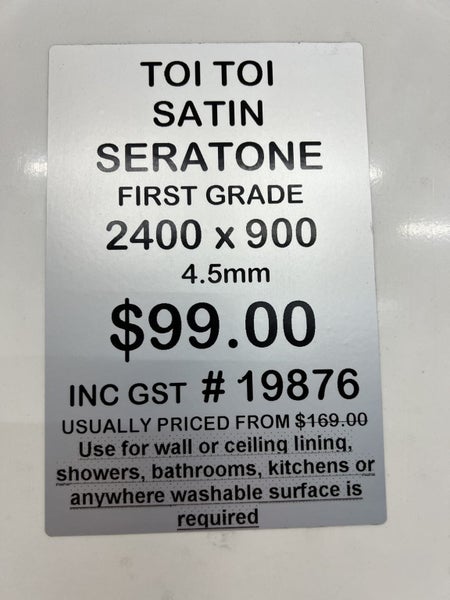 TOI TOI
SATIN
SERATONE
FIRST GRADE
2400 x 900
4.5mm
$99.00
INC GST # 19876
USUALLY PRICED FROM $169.00
Use for wall or ceiling lining,
showers, bathrooms, kitchens or
anywhere washable surface is
required